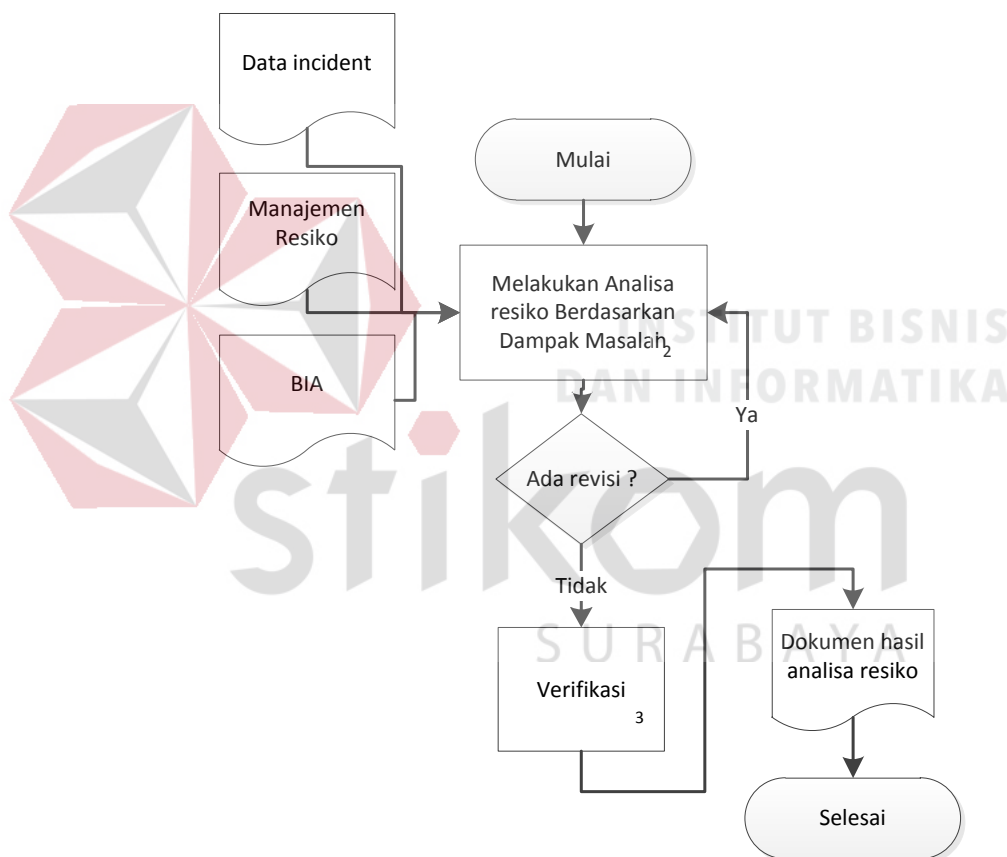 Data incident
Mulai
Manajemen
Resiko
Melakukan Analisa
resiko Berdasarkan
Dampak Masalah
2
INSTITUT BISNIS
DAN INFORMATIKA
BIA
Ya
Ada revisi ?
stikom
Tidak
SURABAYA
Dokumen hasil
analisa resiko
Verifikasi
3
Selesai